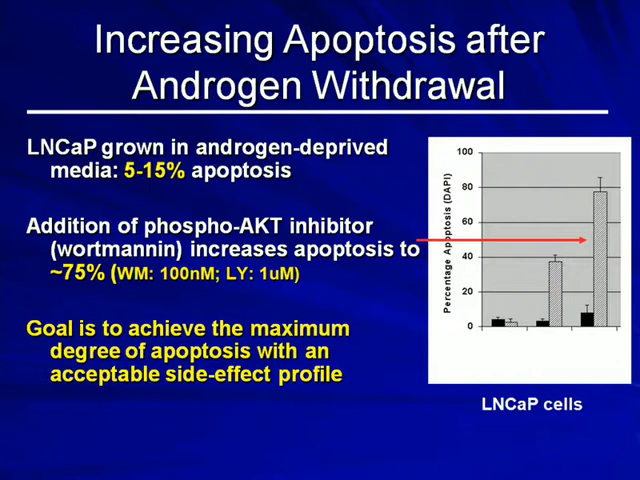 Increasing Apoptosis after
Androgen Withdrawal
LNCaP grown in androgen-deprived
media: 5-15% apoptosis
Addition of phospho-AKT inhibitor
(wortmannin) increases apoptosis to
~75% (WM: 100nM; LY: 1uM)
Goal is to achieve the maximum
degree of apoptosis with an
acceptable side-effect profile
Percentage Apoptosis (DAPI)
100
80
60
40
20
0
LNCaP cells